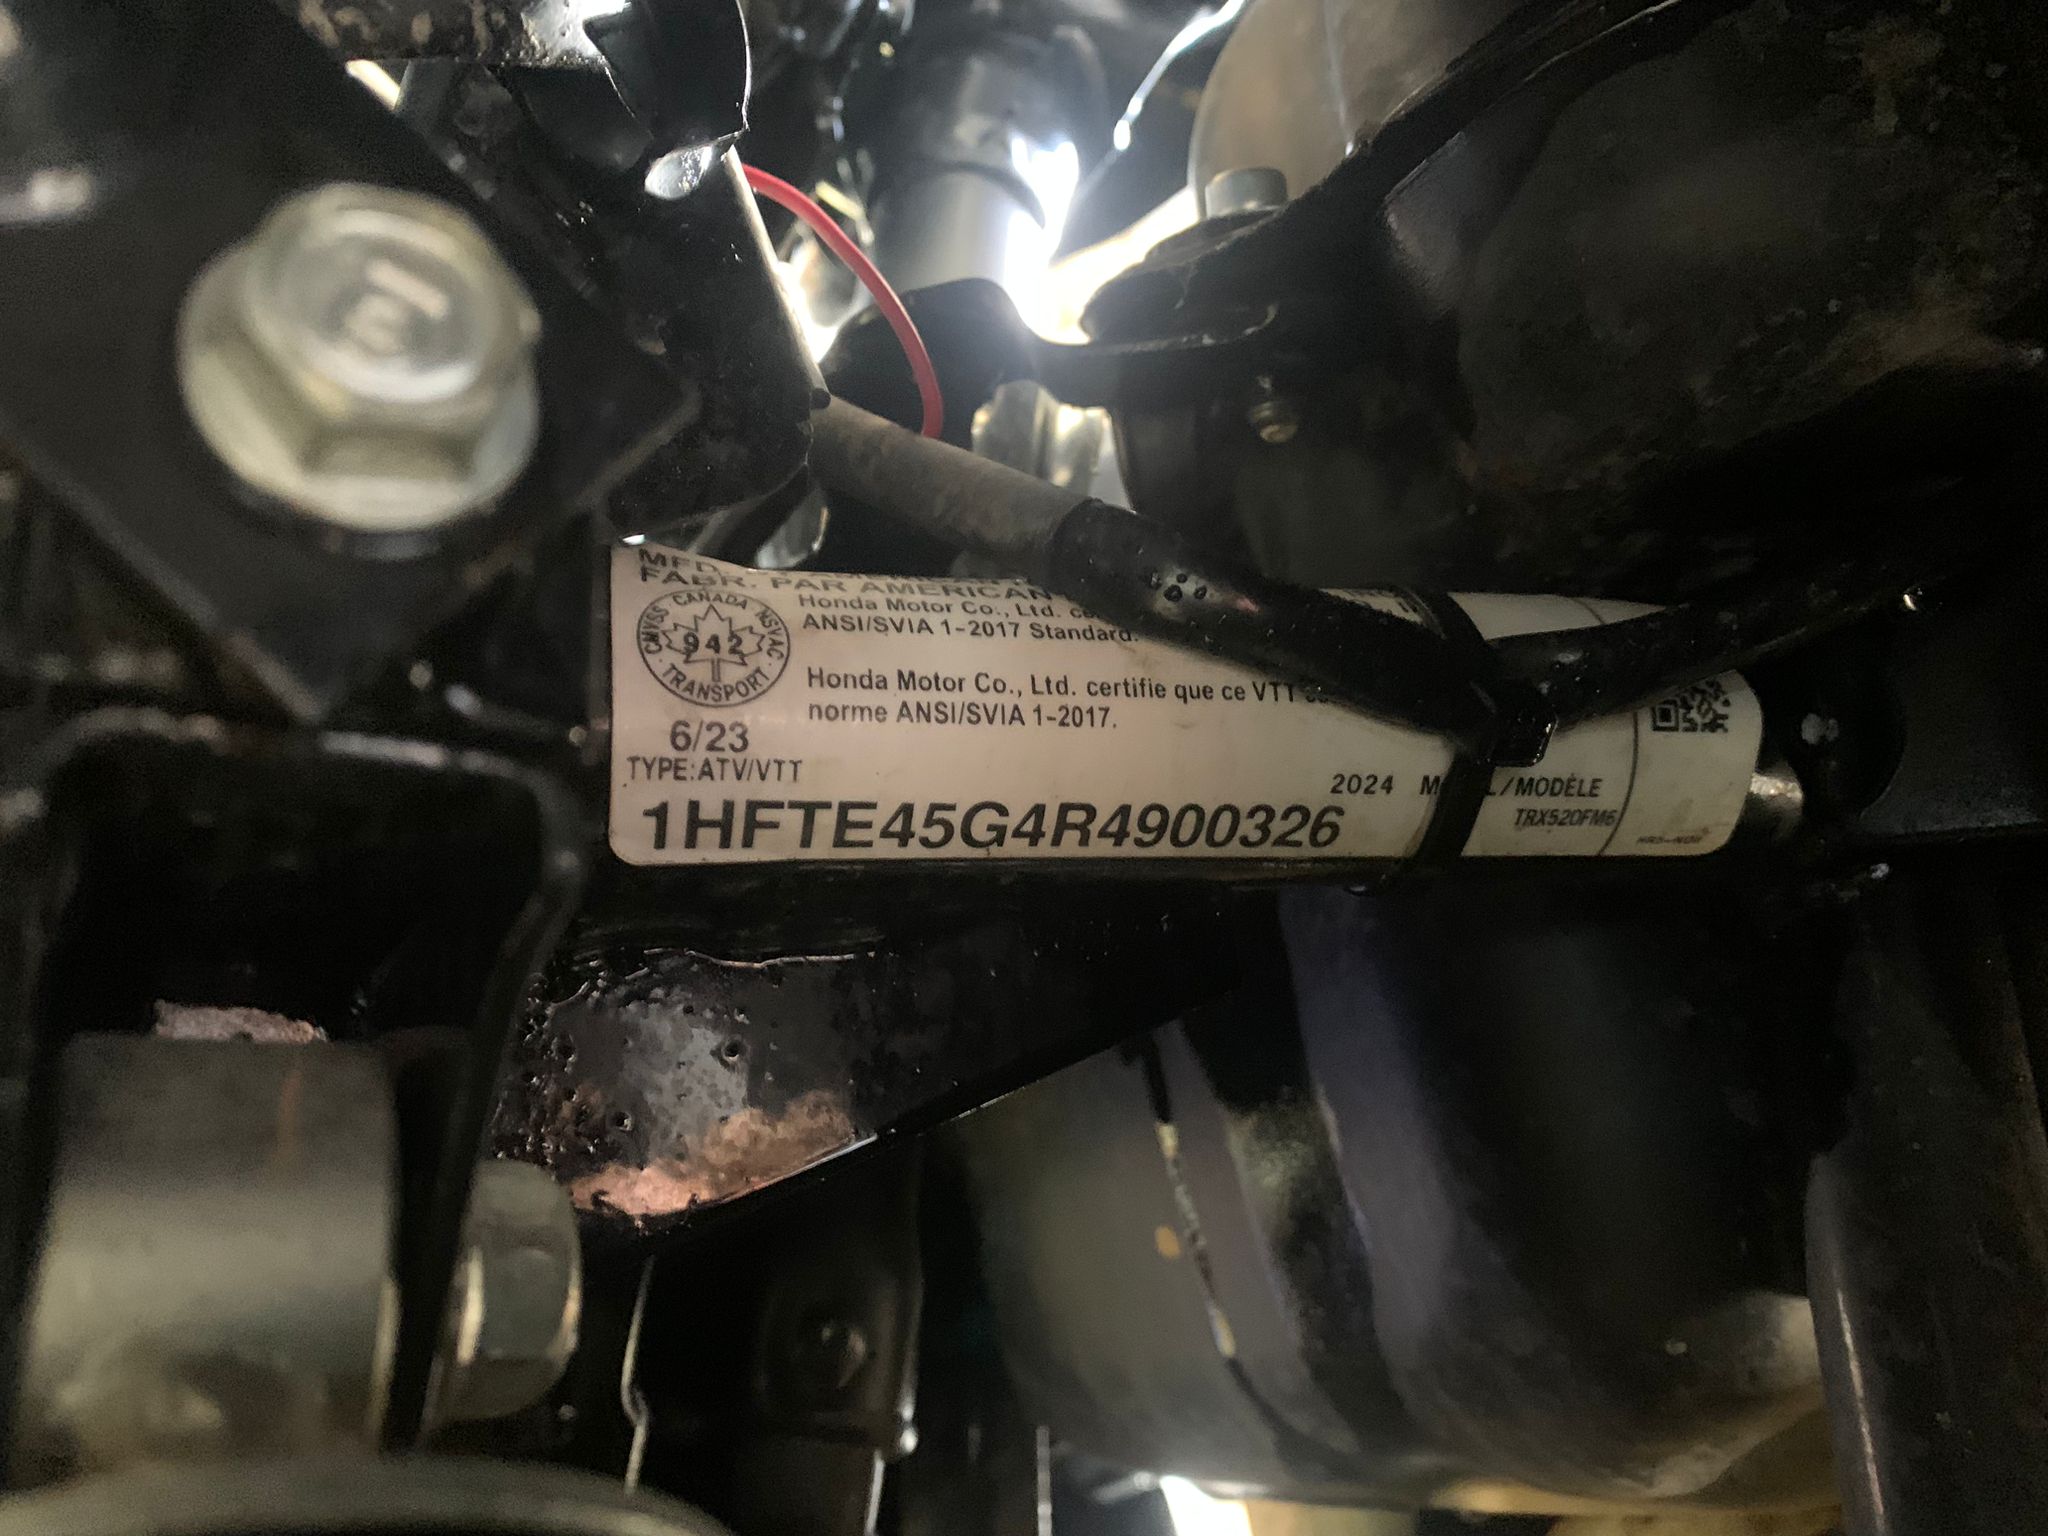 FABR. PAR AMERICAN
CMVSS CANADA NSVAC
942
TRANSPORT
Honda Motor Co., Ltd.
ANSI/SVIA 1-2017 Standard.
Honda Motor Co., Ltd. certifie que ce VTT
norme ANSI/SVIA 1-2017.
6/23
TYPE:ATV/VTT
2024 /MODÈLE
TRX520FM6
1HFTE45G4R4900326